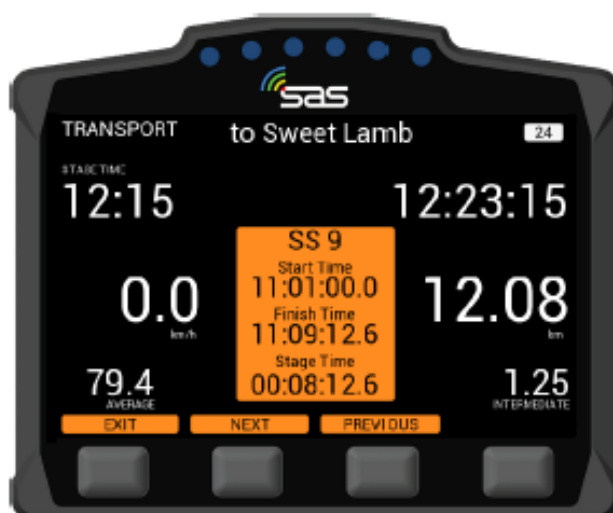 sas
TRANSPORT to Sweet Lamb 24
STAGE TIME
12:15 12:23:15
SS 9
Start Time
11:01:00.0
Finish Time
11:09:12.6
Stage Time
00:08:12.6
0.0
km/h
12.08
km
79.4
AVERAGE
1.25
INTERMEDIATE
EXIT NEXT PREVIOUS